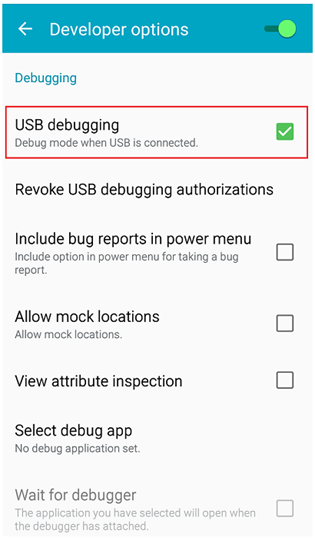 Developer options
Debugging
USB debugging
Debug mode when USB is connected.
Revoke USB debugging authorizations
Include bug reports in power menu
Include option in power menu for taking a bug
report.
Allow mock locations
Allow mock locations.
View attribute inspection
Select debug app
No debug application set.
Wait for debugger
The application you have selected will open when
the debugger has attached.